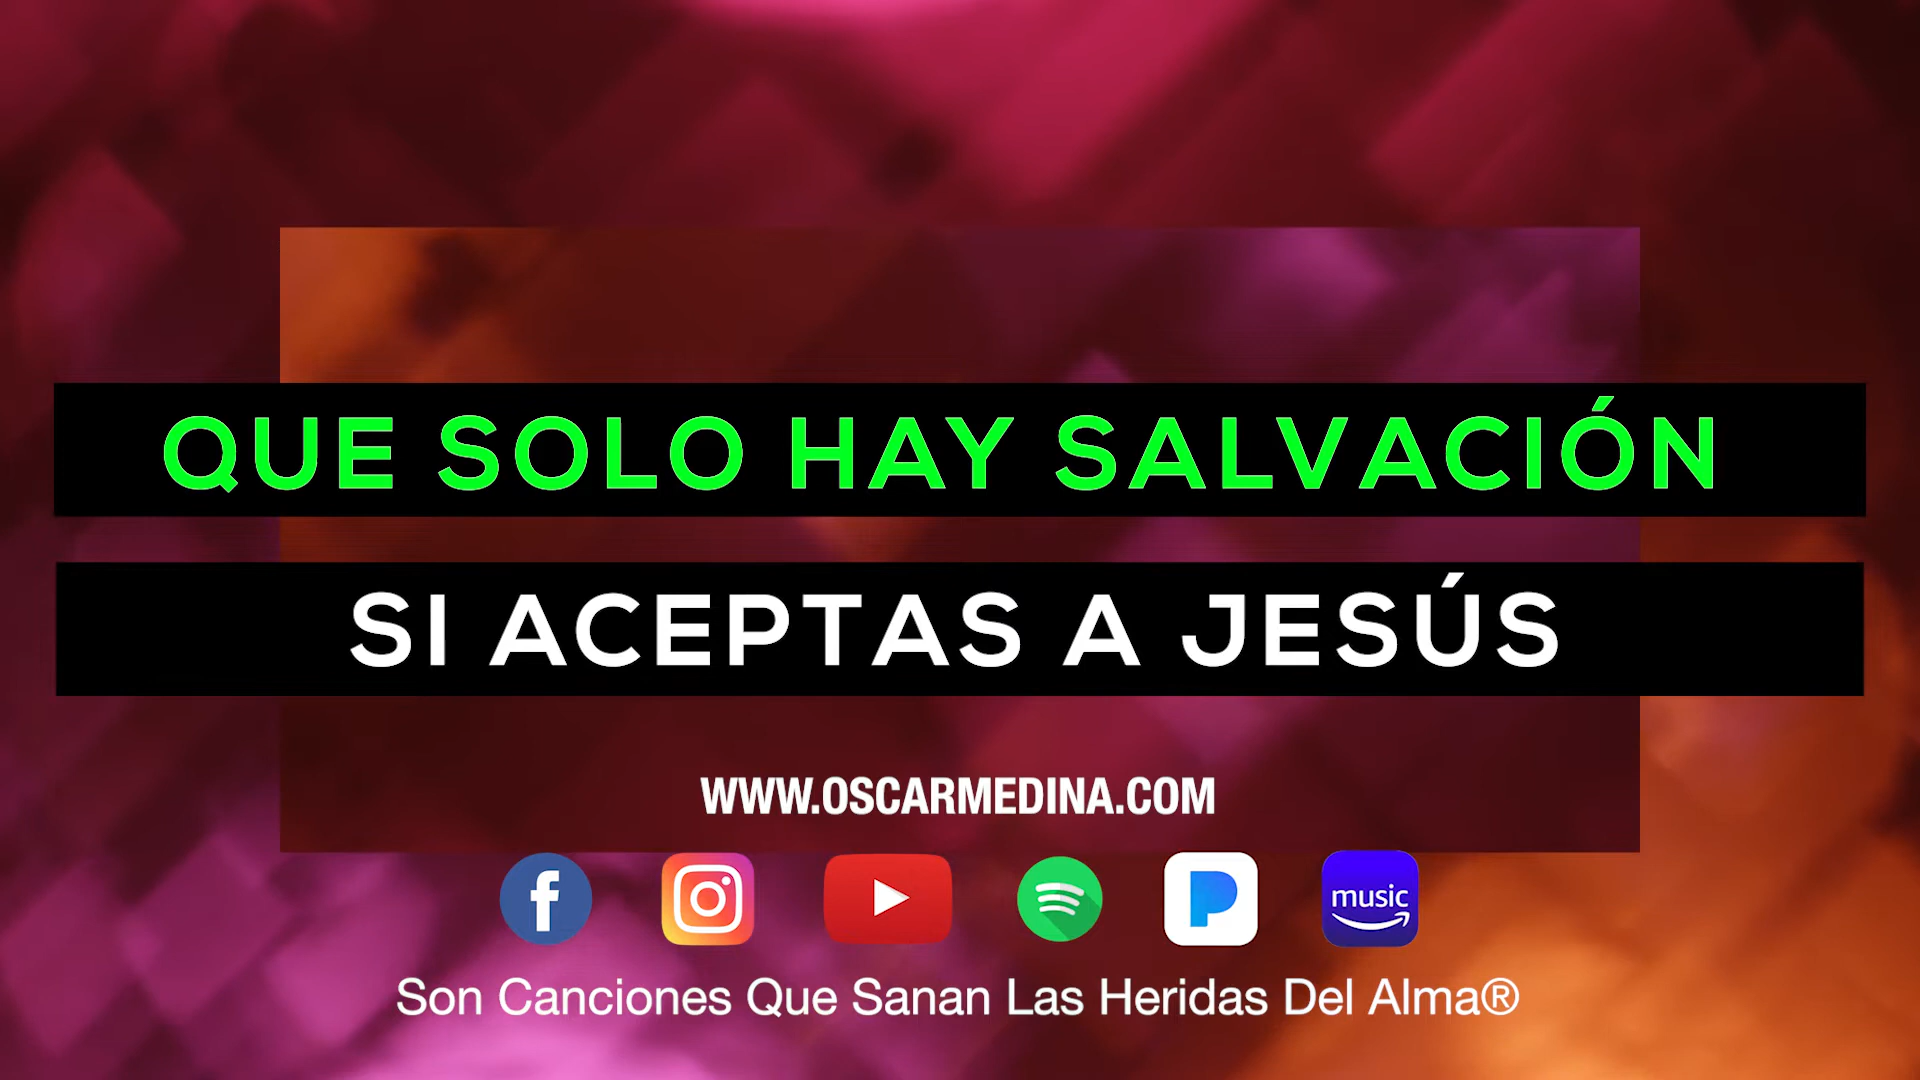 QUE SOLO HAY SALVACIÓN
SI ACEPTAS A JESÚS
WWW.OSCARMEDINA.COM
f
P
music
Son Canciones Que Sanan Las Heridas Del Alma®